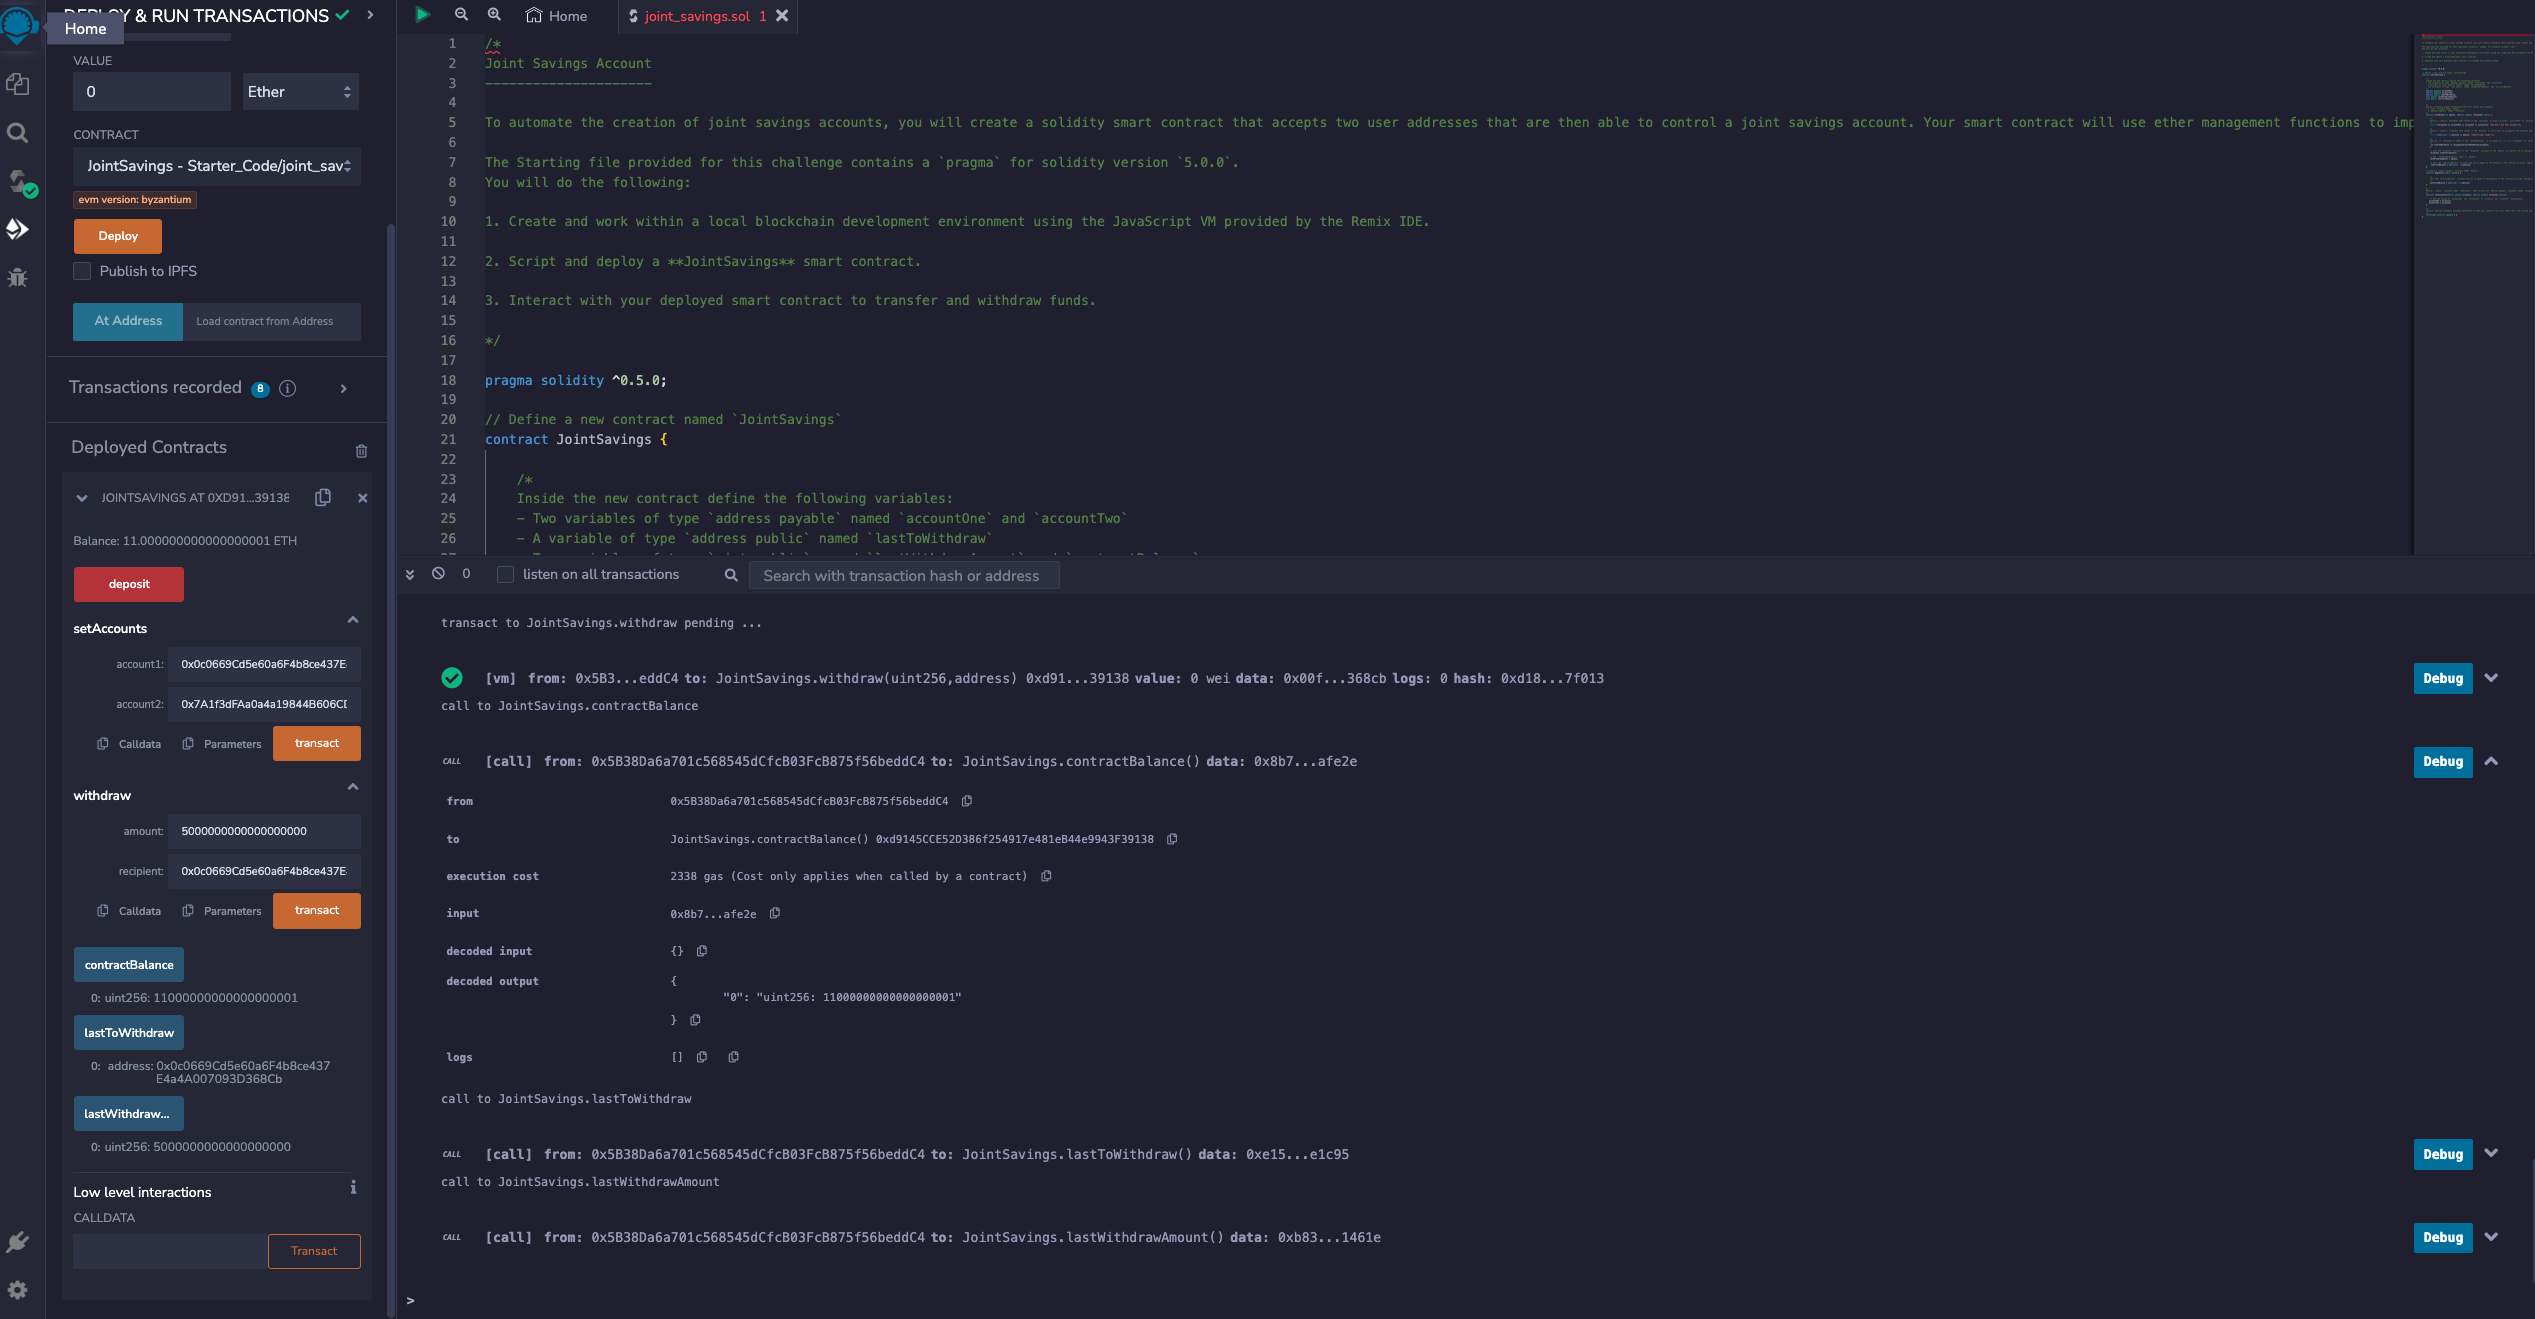 DEPLOY & RUN TRANSACTIONS
Home
VALUE
0
Ether
CONTRACT
JointSavings - Starter_Code/joint_sav
evm version: byzantium
Deploy
Publish to IPFS
At Address
Load contract from Address
Transactions recorded 8
Deployed Contracts
JOINTSAVINGS AT 0XD91...39138
Balance: 11.000000000000000001 ETH
deposit
setAccounts
account1: 0x0c0669Cd5e60a6F4b8ce437E
account2: 0x7A1f3dFAa0a4a19844B606CD
Calldata Parameters transact
withdraw
amount: 5000000000000000000
recipient: 0x0c0669Cd5e60a6F4b8ce437E
Calldata Parameters transact
contractBalance
0: uint256: 11000000000000000001
lastToWithdraw
0: address: 0x0c0669Cd5e60a6F4b8ce437
E4a4A007093D368Cb
lastWithdraw...
0: uint256: 5000000000000000000
Low level interactions
CALLDATA
Transact
Home
joint_savings.sol 1
1 /*
2 Joint Savings Account
3 ---------------------
4
5 To automate the creation of joint savings accounts, you will create a solidity smart contract that accepts two user addresses that are then able to control a joint savings account. Your smart contract will use ether management functions to imp
6
7 The Starting file provided for this challenge contains a `pragma` for solidity version `5.0.0`.
8 You will do the following:
9
10 1. Create and work within a local blockchain development environment using the JavaScript VM provided by the Remix IDE.
11
12 2. Script and deploy a **JointSavings** smart contract.
13
14 3. Interact with your deployed smart contract to transfer and withdraw funds.
15
16 */
17
18 pragma solidity ^0.5.0;
19
20 // Define a new contract named `JointSavings`
21 contract JointSavings {
22
23 /*
24 Inside the new contract define the following variables:
25 - Two variables of type `address payable` named `accountOne` and `accountTwo`
26 - A variable of type `address public` named `lastToWithdraw`
0
listen on all transactions
Search with transaction hash or address
transact to JointSavings.withdraw pending ...
[vm] from: 0x5B3...eddC4 to: JointSavings.withdraw(uint256,address) 0xd91...39138 value: 0 wei data: 0x00f...368cb logs: 0 hash: 0xd18...7f013
Debug
call to JointSavings.contractBalance
CALL [call] from: 0x5B38Da6a701c568545dCfcB03FcB875f56beddC4 to: JointSavings.contractBalance() data: 0x8b7...afe2e
Debug
from 0x5B38Da6a701c568545dCfcB03FcB875f56beddC4
to JointSavings.contractBalance() 0xd9145CCE52D386f254917e481eB44e9943F39138
execution cost 2338 gas (Cost only applies when called by a contract)
input 0x8b7...afe2e
decoded input {}
decoded output {
"0": "uint256: 11000000000000000001"
}
logs []
call to JointSavings.lastToWithdraw
CALL [call] from: 0x5B38Da6a701c568545dCfcB03FcB875f56beddC4 to: JointSavings.lastToWithdraw() data: 0xe15...e1c95
Debug
call to JointSavings.lastWithdrawAmount
CALL [call] from: 0x5B38Da6a701c568545dCfcB03FcB875f56beddC4 to: JointSavings.lastWithdrawAmount() data: 0xb83...1461e
Debug
>